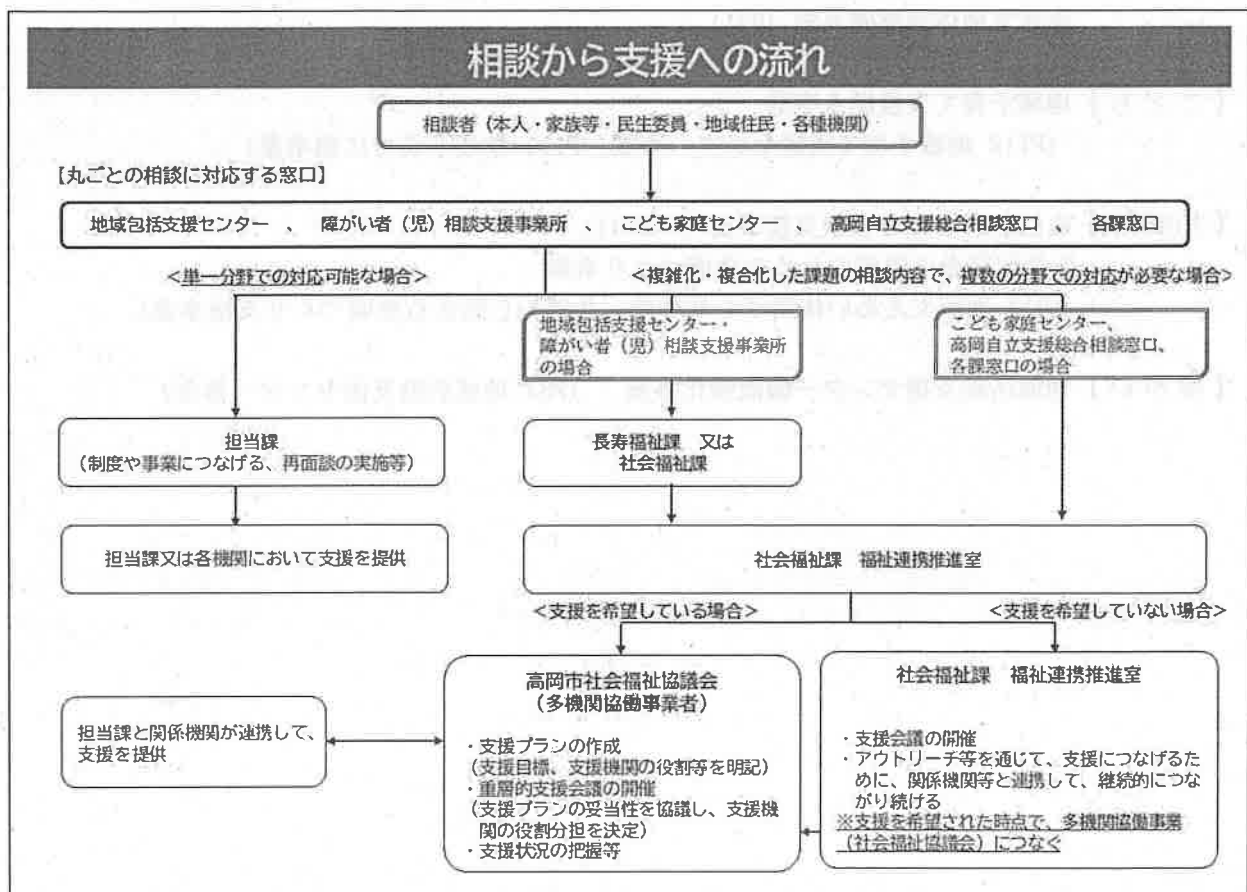 相談から支援への流れ
相談者（本人・家族等・民生委員・地域住民・各種機関）
【丸ごとの相談に対応する窓口】
地域包括支援センター 、 障がい者（児）相談支援事業所 、 こども家庭センター 、 高岡自立支援総合相談窓口 、 各課窓口
<単一分野での対応可能な場合>
<複雑化・複合化した課題の相談内容で、複数の分野での対応が必要な場合>
地域包括支援センター・
障がい者（児）相談支援事業所
の場合
こども家庭センター、
高岡自立支援総合相談窓口、
各課窓口の場合
担当課
（制度や事業につなげる、再面談の実施等）
長寿福祉課 又は
社会福祉課
担当課又は各機関において支援を提供
社会福祉課 福祉連携推進室
<支援を希望している場合>
<支援を希望していない場合>
担当課と関係機関が連携して、
支援を提供
高岡市社会福祉協議会
（多機関協働事業者）
・支援プランの作成
（支援目標、支援機関の役割等を明記）
・重層的支援会議の開催
（支援プランの妥当性を協議し、支援機
関の役割分担を決定）
・支援状況の把握等
社会福祉課 福祉連携推進室
・支援会議の開催
・アウトリーチ等を通じて、支援につなげるた
めに、関係機関等と連携して、継続的につな
がり続ける
※支援を希望された時点で、多機関協働事業
（社会福祉協議会）につなぐ